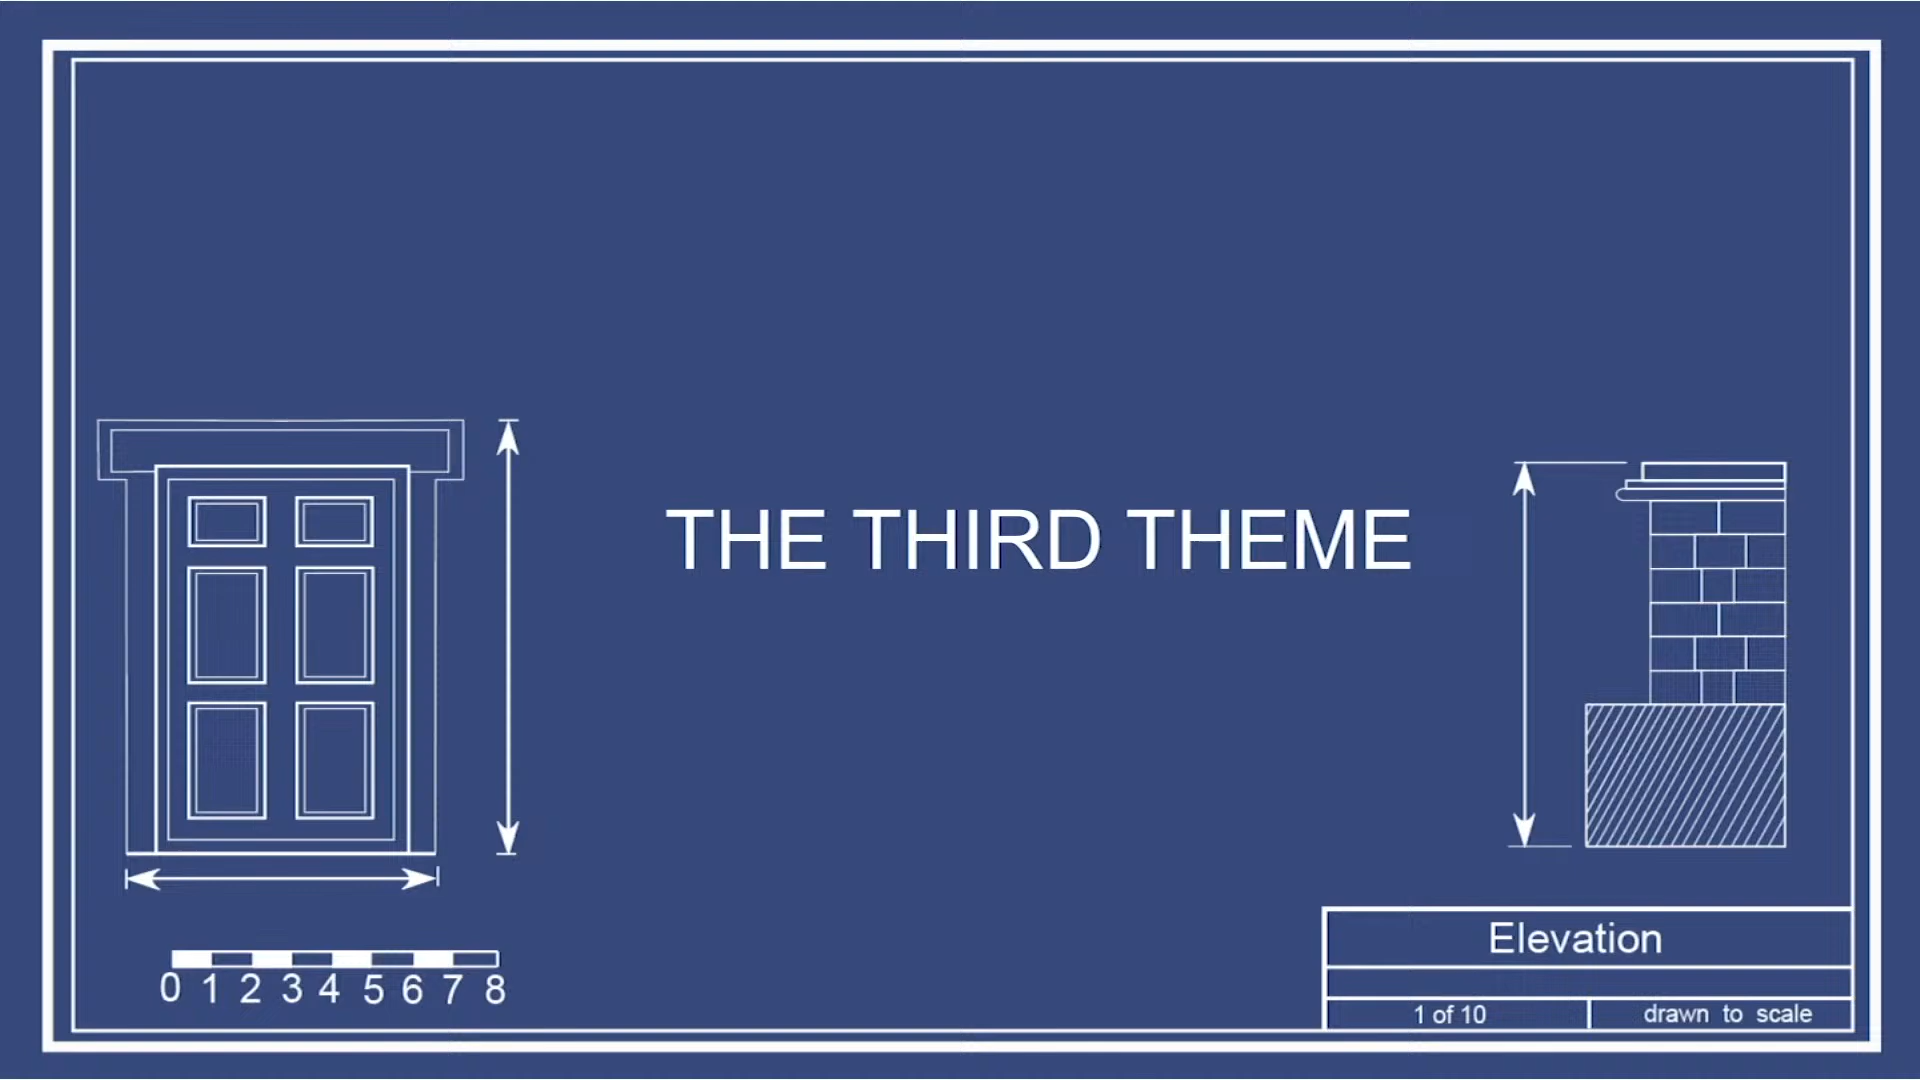 THE THIRD THEME
0 1 2 3 4 5 6 7 8
Elevation
1 of 10
drawn to scale